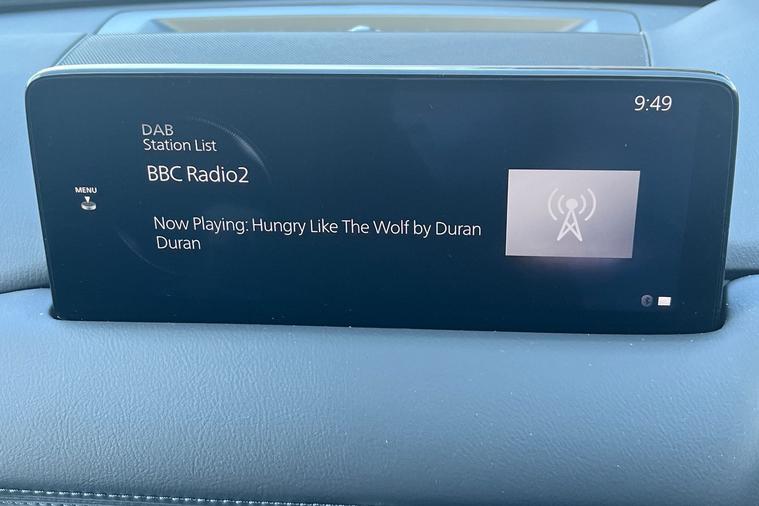 9:49
DAB
Station List
BBC Radio2
MENU
Now Playing: Hungry Like The Wolf by Duran
Duran